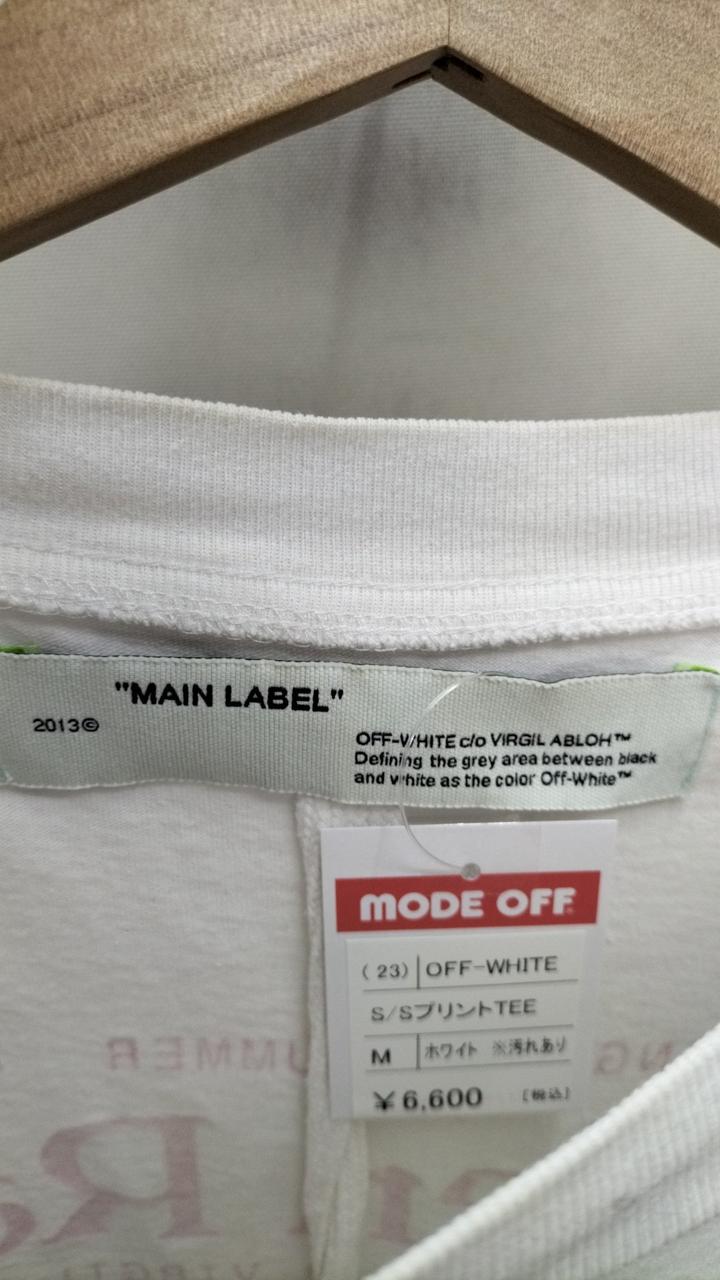 "MAIN LABEL"
2013©
OFF-WHITE c/o VIRGIL ABLOH™
Defining the grey area between black
and white as the color Off-White™
MODE OFF
(23) OFF-WHITE
S/SプリントTEE
M ホワイト ※汚れあり
¥6,600 [税込]